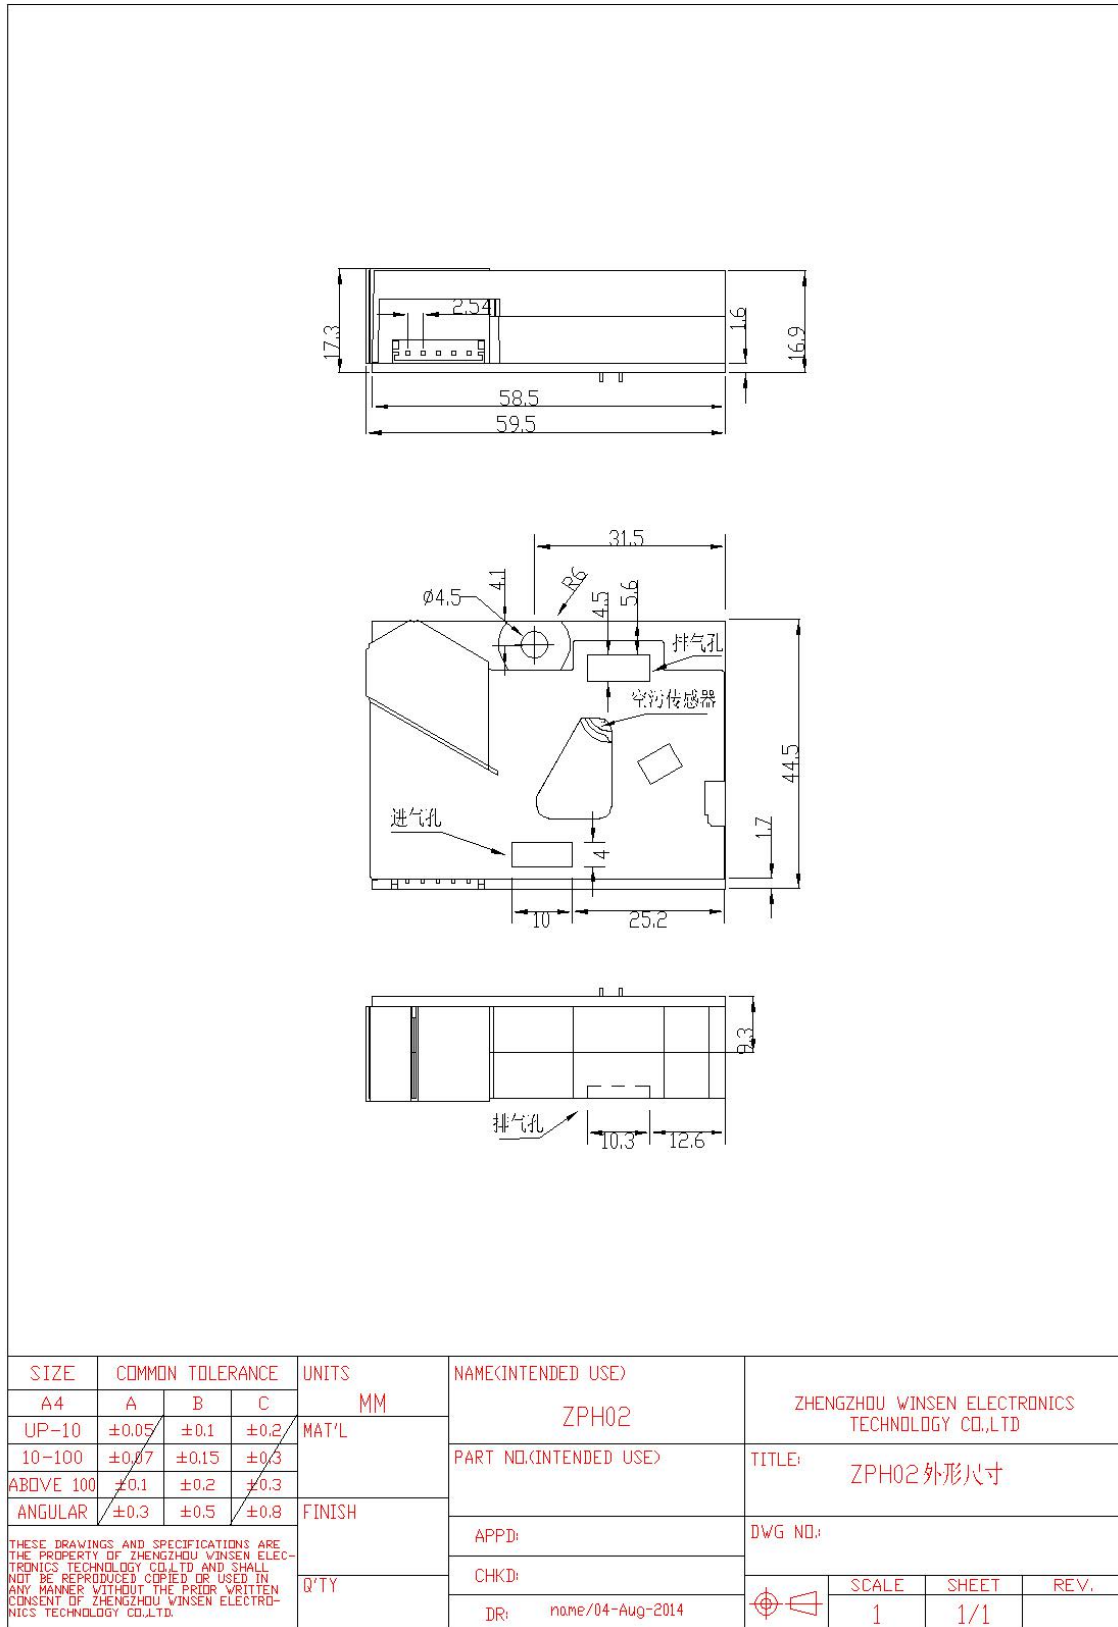 2.54
17.3
1.6
16.9
58.5
59.5
31.5
4.1
R6
Ø4.5
4.5
5.6
排气孔
空污传感器
44.5
进气孔
4
1.7
10
25.2
9.3
排气孔
10.3
12.6
SIZE
COMMON TOLERANCE
A4 A B C
UP-10 ±0.05 ±0.1 ±0.2
10-100 ±0.07 ±0.15 ±0.3
ABOVE 100 ±0.1 ±0.2 ±0.3
ANGULAR ±0.3 ±0.5 ±0.8
THESE DRAWINGS AND SPECIFICATIONS ARE
THE PROPERTY OF ZHENGZHOU WINSEN ELEC-
TRONICS TECHNOLOGY CO.,LTD AND SHALL
NOT BE REPRODUCED COPIED OR USED IN
ANY MANNER WITHOUT THE PRIOR WRITTEN
CONSENT OF ZHENGZHOU WINSEN ELECTRO-
NICS TECHNOLOGY CO.,LTD.
UNITS
MM
MAT'L
FINISH
Q'TY
NAME(INTENDED USE)
ZPH02
PART NO.(INTENDED USE)
APPD:
CHKD:
DR: name/04-Aug-2014
ZHENGZHOU WINSEN ELECTRONICS
TECHNOLOGY CO.,LTD
TITLE:
ZPH02外形尺寸
DWG NO.:
SCALE SHEET REV.
1 1/1